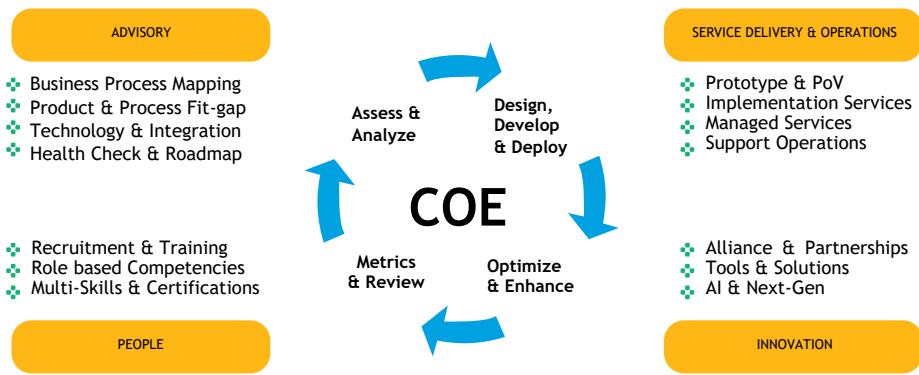 ADVISORY
Business Process Mapping
Product & Process Fit-gap
Technology & Integration
Health Check & Roadmap
SERVICE DELIVERY & OPERATIONS
Prototype & PoV
Implementation Services
Managed Services
Support Operations
Assess &
Analyze
Design,
Develop
& Deploy
COE
Metrics
& Review
Optimize
& Enhance
Recruitment & Training
Role based Competencies
Multi-Skills & Certifications
PEOPLE
Alliance & Partnerships
Tools & Solutions
AI & Next-Gen
INNOVATION